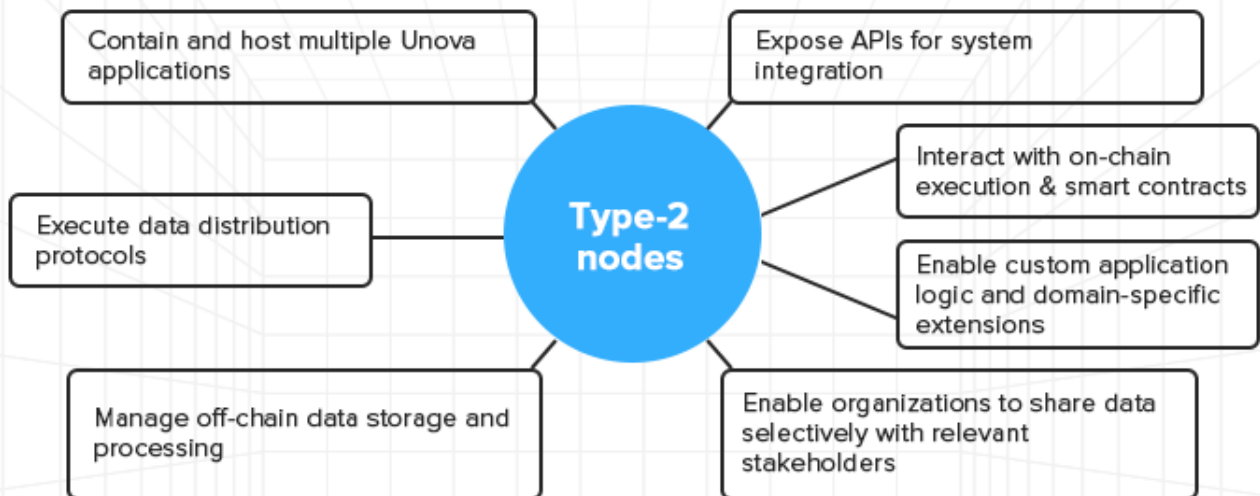 Contain and host multiple Unova
applications
Expose APIs for system
integration
Interact with on-chain
execution & smart contracts
Execute data distribution
protocols
Type-2
nodes
Enable custom application
logic and domain-specific
extensions
Manage off-chain data storage and
processing
Enable organizations to share data
selectively with relevant
stakeholders